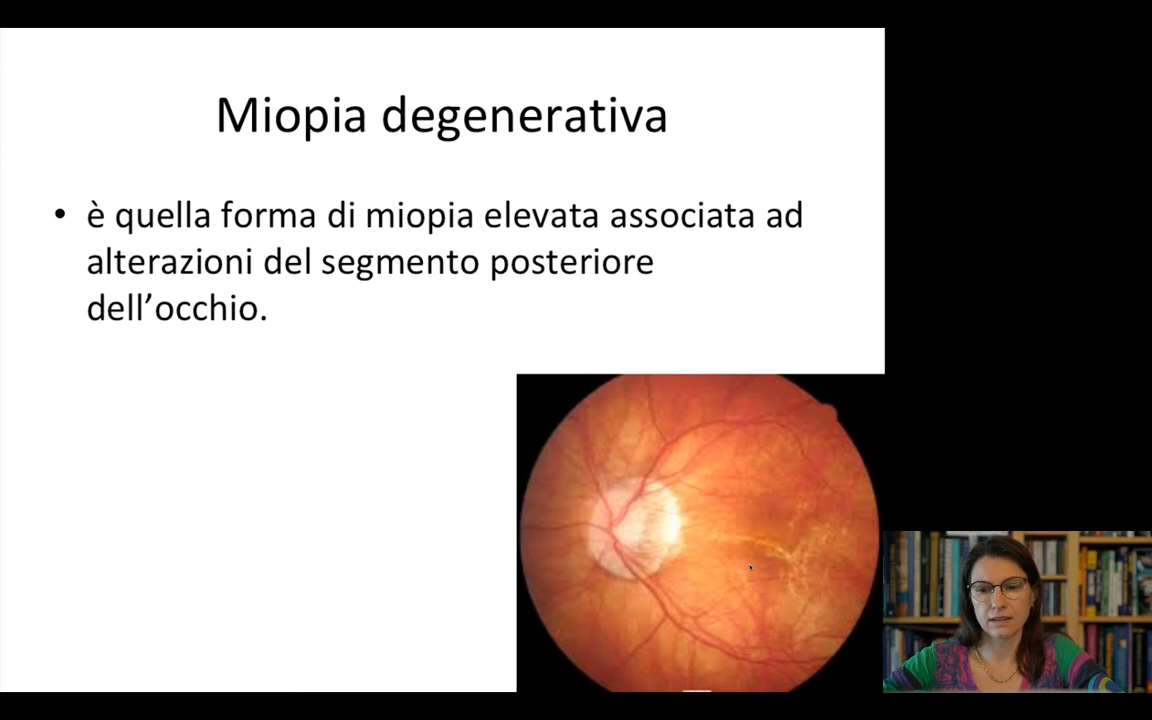 Miopia degenerativa
• è quella forma di miopia elevata associata ad
alterazioni del segmento posteriore
dell’occhio.